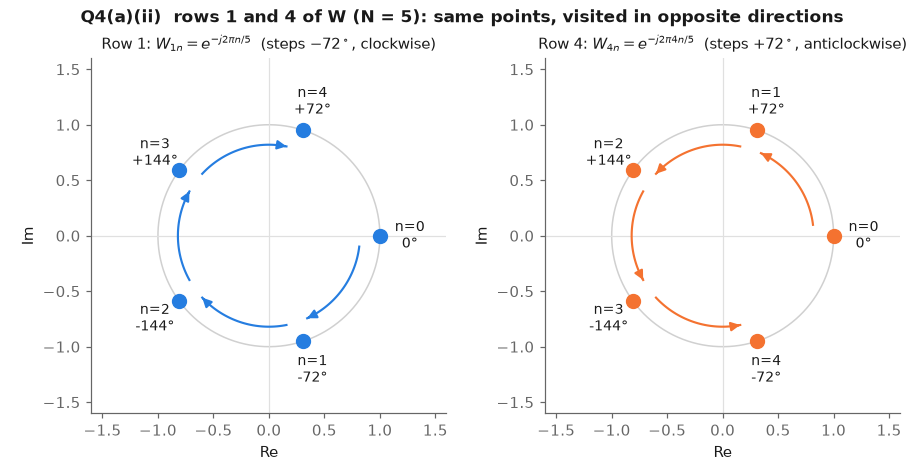 Q4(a)(ii) rows 1 and 4 of W (N = 5): same points, visited in opposite directions
Row 1: $W_{1n} = e^{-j2\pi n/5}$ (steps −72°, clockwise)
1.5
1.0
0.5
0.0
−0.5
−1.0
−1.5
Im
n=4
+72°
n=3
+144°
n=0
0°
n=2
-144°
n=1
-72°
−1.5 −1.0 −0.5 0.0 0.5 1.0 1.5
Re
Row 4: $W_{4n} = e^{-j2\pi 4n/5}$ (steps +72°, anticlockwise)
1.5
1.0
0.5
0.0
−0.5
−1.0
−1.5
Im
n=1
+72°
n=2
+144°
n=0
0°
n=3
-144°
n=4
-72°
−1.5 −1.0 −0.5 0.0 0.5 1.0 1.5
Re